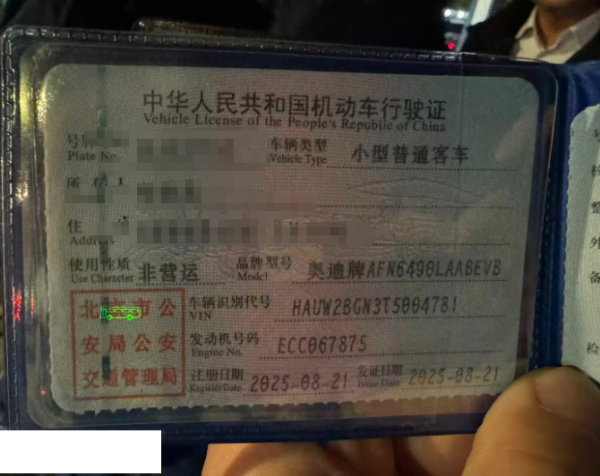 中华人民共和国机动车行驶证
Vehicle License of the People's Republic of China
号牌
Plate No.
车辆类型
Vehicle Type
小型普通客车
所
住
Address
使用性质
Use Character
非营运
品牌型号
Model
奥迪牌AFN6490LAABEVB
北京市公
安局公安
交通管理局
车辆识别代号
VIN
HAUW2BGN3T5004781
发动机号码
Engine No.
ECC067875
注册日期
Register Date
2025-08-21
发证日期
Issue Date
2025-08-21